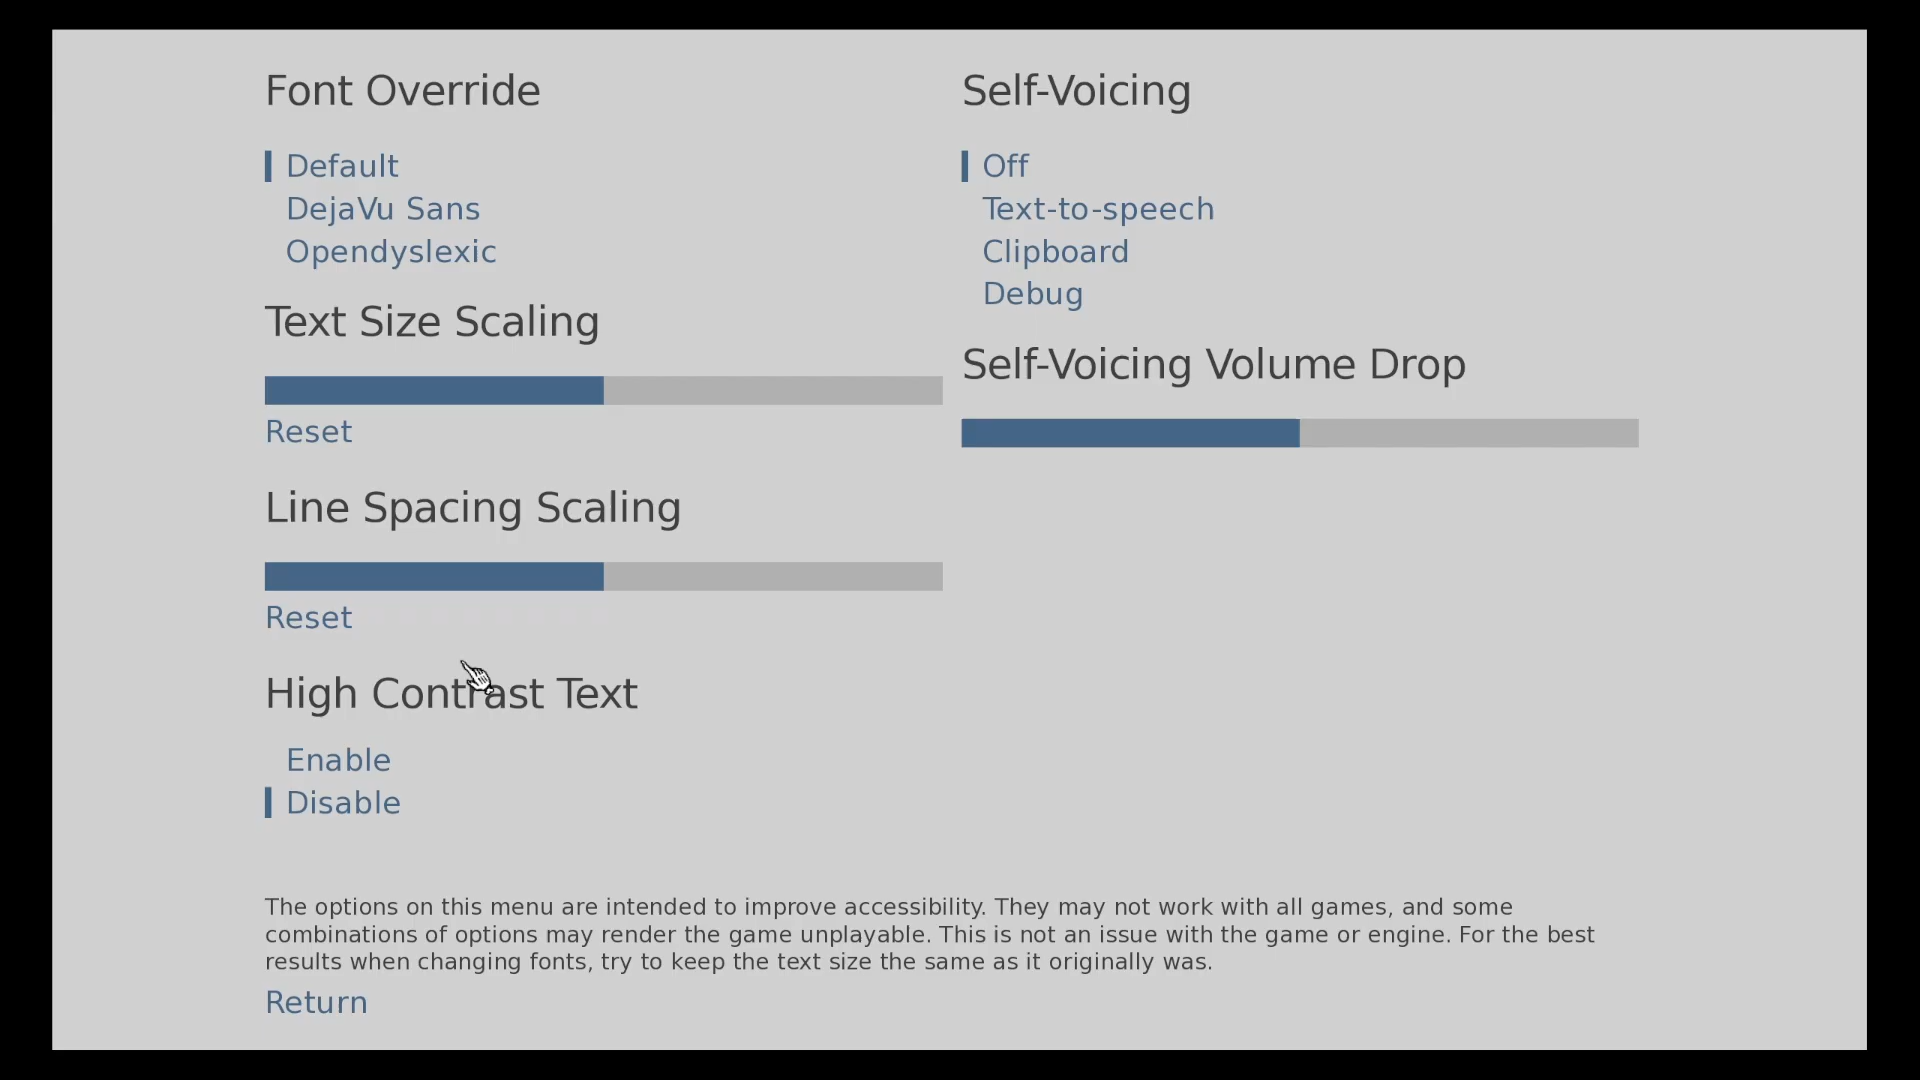 Font Override
Default
DejaVu Sans
Opendyslexic
Text Size Scaling
Reset
Line Spacing Scaling
Reset
High Contrast Text
Enable
Disable
Self-Voicing
Off
Text-to-speech
Clipboard
Debug
Self-Voicing Volume Drop
The options on this menu are intended to improve accessibility. They may not work with all games, and some
combinations of options may render the game unplayable. This is not an issue with the game or engine. For the best
results when changing fonts, try to keep the text size the same as it originally was.
Return